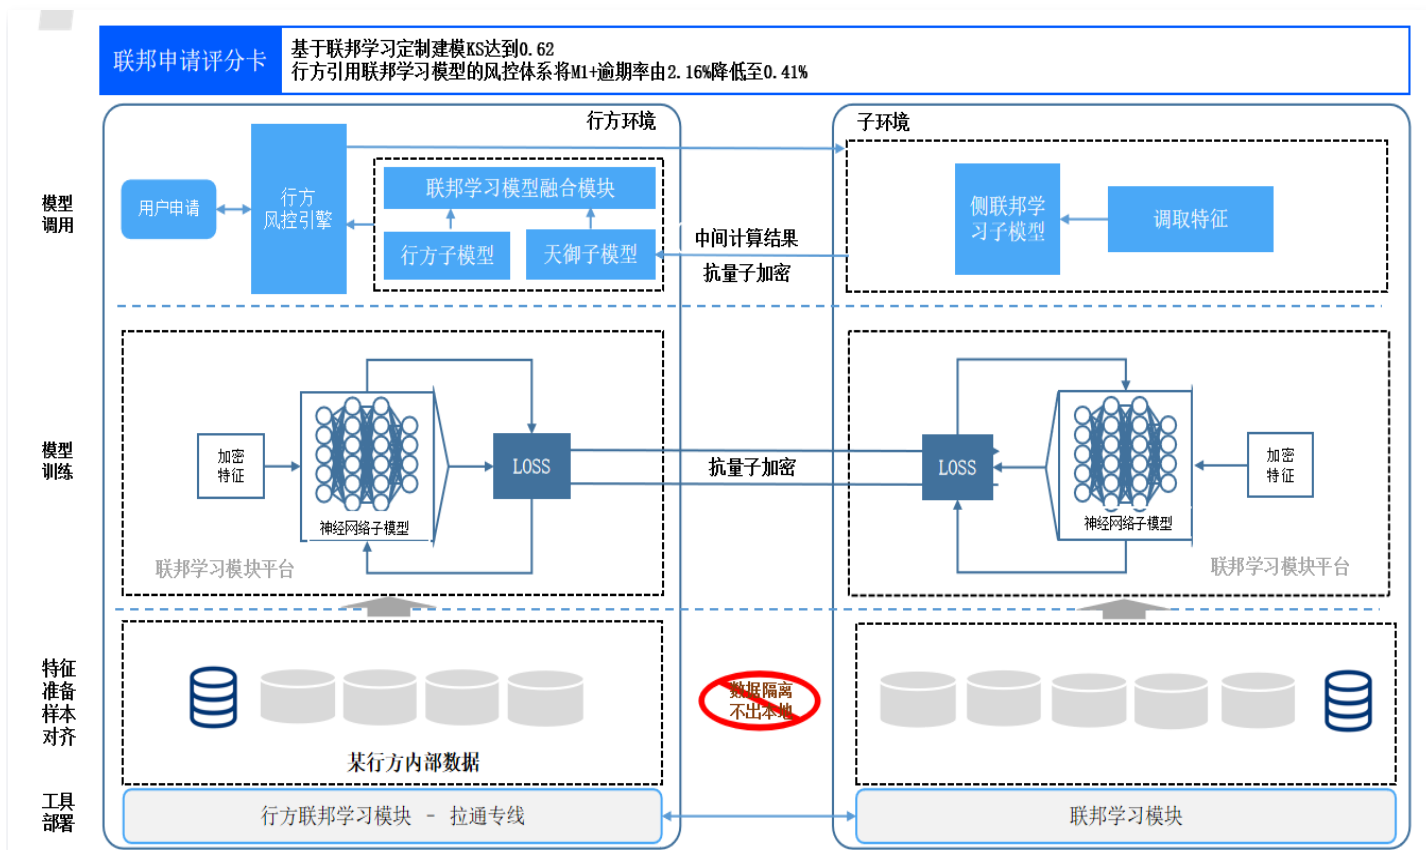 联邦申请评分卡
基于联邦学习定制建模KS达到0.62
行方引用联邦学习模型的风控体系将M1+逾期率由2.16%降低至0.41%
行方环境
子环境
模型
调用
用户申请
行方
风控引擎
联邦学习模型融合模块
行方子模型
天御子模型
中间计算结果
抗量子加密
侧联邦学
习子模型
调取特征
模型
训练
加密
特征
神经网络子模型
LOSS
联邦学习模块平台
抗量子加密
LOSS
神经网络子模型
加密
特征
联邦学习模块平台
特征
准备
样本
对齐
某行方内部数据
数据隔离
不出本地
工具
部署
行方联邦学习模块 - 拉通专线
联邦学习模块